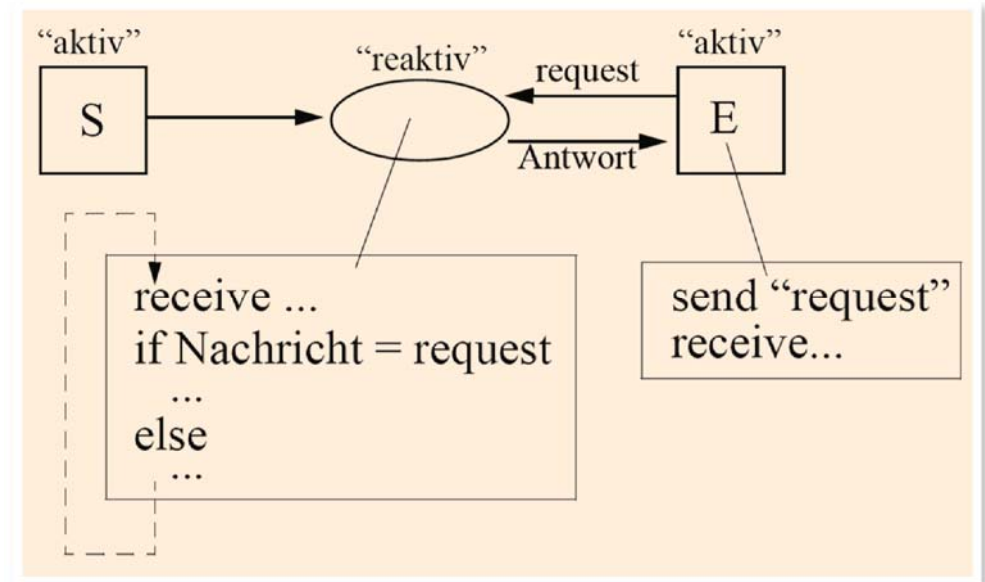 “aktiv”
“reaktiv”
“aktiv”
S
request
E
Antwort
receive ...
if Nachricht = request
...
else
...
send “request”
receive...